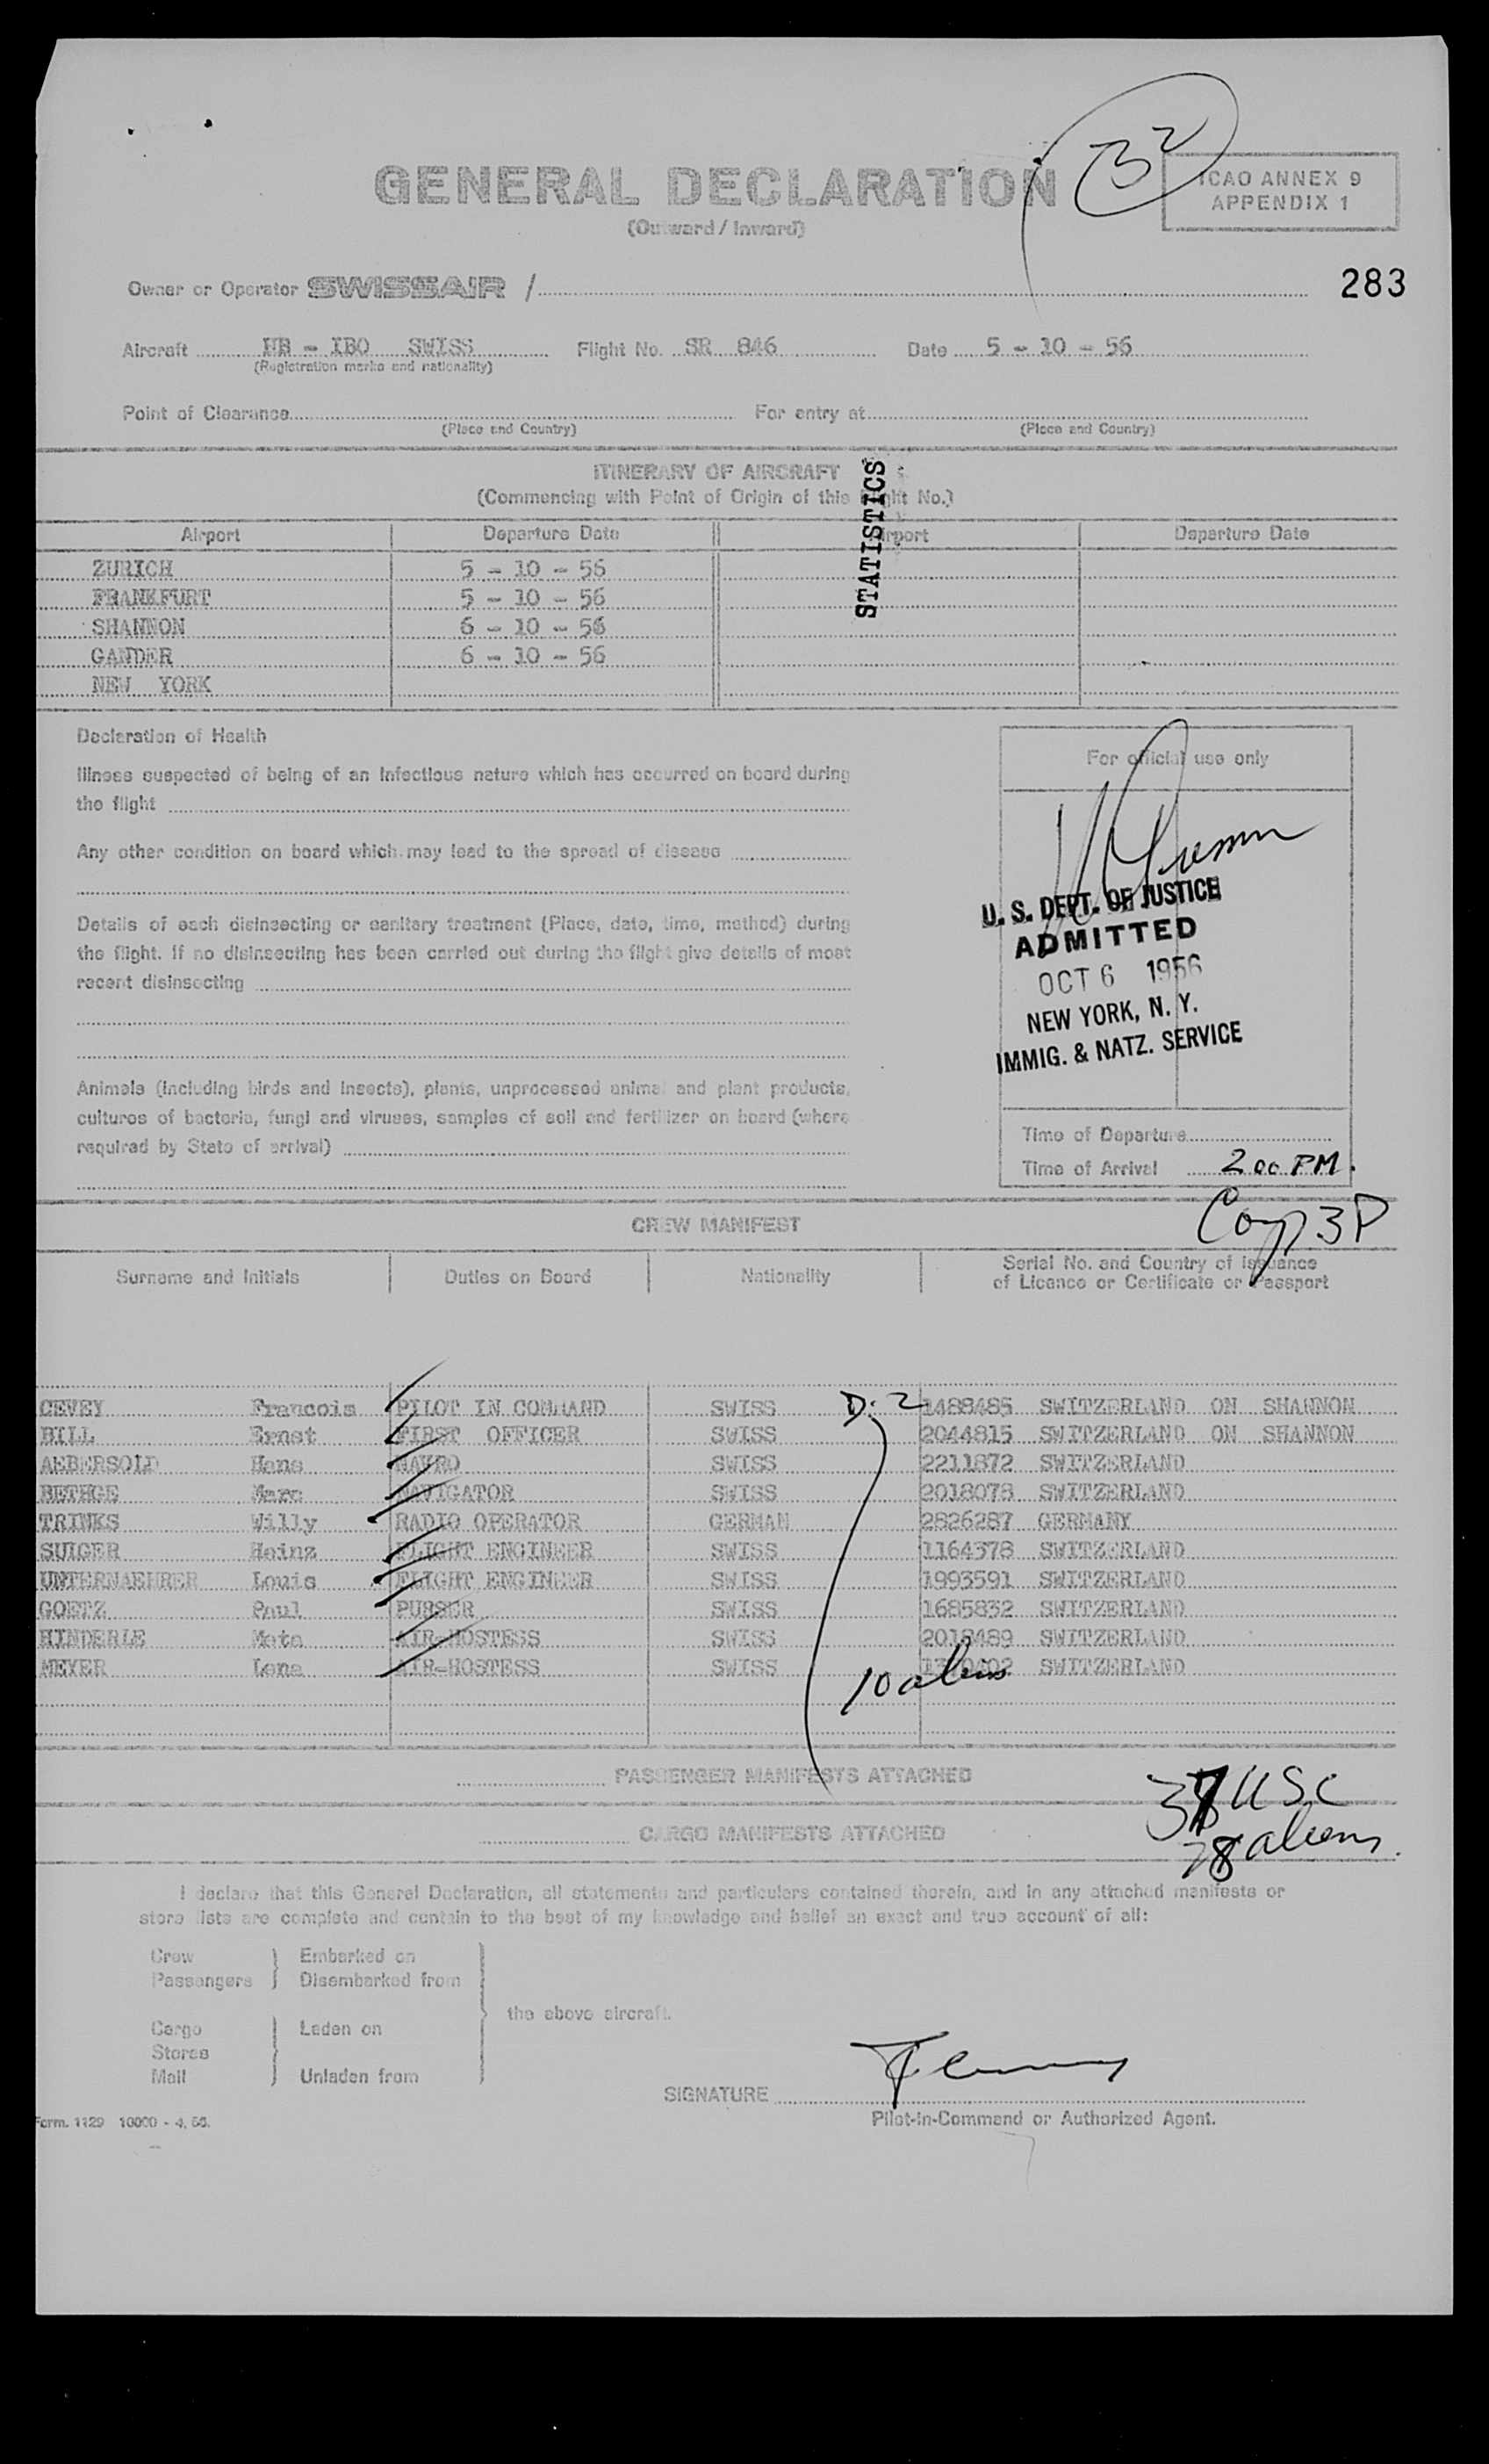 32
GENERAL DECLARATION
(Outward / Inward)
ICAO ANNEX 9
APPENDIX 1
283
Owner or Operator SWISSAIR /
Aircraft HB - IBO SWISS Flight No. SR 846 Date 5 - 10 - 56
(Registration marks and nationality)
Point of Clearance For entry at
(Place and Country) (Place and Country)
STATISTICS
ITINERARY OF AIRCRAFT
(Commencing with Point of Origin of this Flight No.)
Airport Departure Date Airport Departure Date
ZURICH 5 - 10 - 56
FRANKFURT 5 - 10 - 56
SHANNON 6 - 10 - 56
GANDER 6 - 10 - 56
NEW YORK
Declaration of Health
Illness suspected of being of an infectious nature which has occurred on board during
the flight
Any other condition on board which may lead to the spread of disease
Details of each disinsecting or sanitary treatment (Place, date, time, method) during
the flight. If no disinsecting has been carried out during the flight give details of most
recent disinsecting
Animals (including birds and insects), plants, unprocessed animal and plant products,
cultures of bacteria, fungi and viruses, samples of soil and fertilizer on board (where
required by State of arrival)
For official use only
U. S. DEPT. OF JUSTICE
ADMITTED
OCT 6 1956
NEW YORK, N. Y.
IMMIG. & NATZ. SERVICE
Time of Departure
Time of Arrival 2 00 PM.
CREW MANIFEST
Surname and Initials Duties on Board Nationality Serial No. and Country of Issuance
of Licence or Certificate or Passport
CEVEY Francois PILOT IN COMMAND SWISS D:2 1488485 SWITZERLAND ON SHANNON
BILL Ernst FIRST OFFICER SWISS 2044815 SWITZERLAND ON SHANNON
AEBERSOLD Hans NAVRO SWISS 2211872 SWITZERLAND
BETHGE Marc NAVIGATOR SWISS 2018078 SWITZERLAND
TRINKS Willy RADIO OPERATOR GERMAN 2826287 GERMANY
SUIGER Heinz FLIGHT ENGINEER SWISS 1164378 SWITZERLAND
UNTERNAEHRER Louis FLIGHT ENGINEER SWISS 1993591 SWITZERLAND
GOETZ Paul PURSER SWISS 1685832 SWITZERLAND
HINDERLE Meta AIR-HOSTESS SWISS 2018489 SWITZERLAND
MEYER Lena AIR-HOSTESS SWISS SWITZERLAND
10 aliens
PASSENGER MANIFESTS ATTACHED
USC
CARGO MANIFESTS ATTACHED
aliens
I declare that this General Declaration, all statements and particulars contained therein, and in any attached manifests or
store lists are complete and contain to the best of my knowledge and belief an exact and true account of all:
Crew Embarked on
Passengers Disembarked from
the above aircraft.
Cargo Laden on
Stores
Mail Unladen from
SIGNATURE
Pilot-in-Command or Authorized Agent.
Form. 1129 10000 - 4. 56.